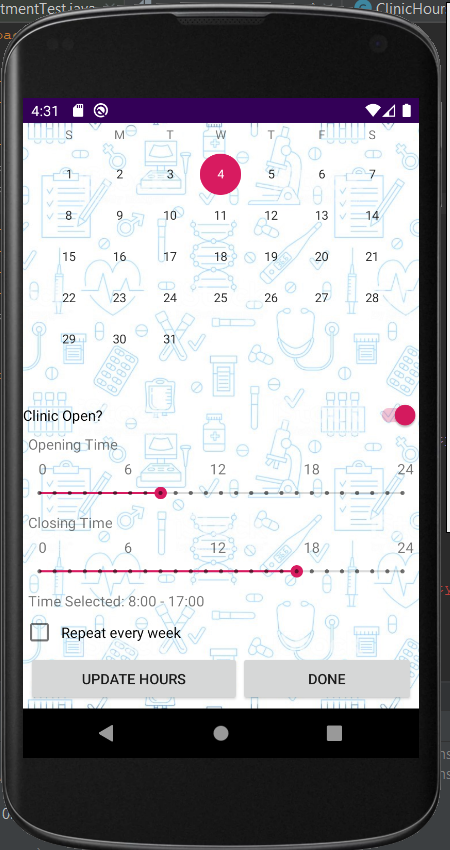 tmentTest.java
ClinicHour
4:31
S M T W T F S
1 2 3 4 5 6 7
8 9 10 11 12 13 14
15 16 17 18 19 20 21
22 23 24 25 26 27 28
29 30 31
Clinic Open?
Opening Time
0 6 12 18 24
Closing Time
0 6 12 18 24
Time Selected: 8:00 - 17:00
Repeat every week
UPDATE HOURS DONE